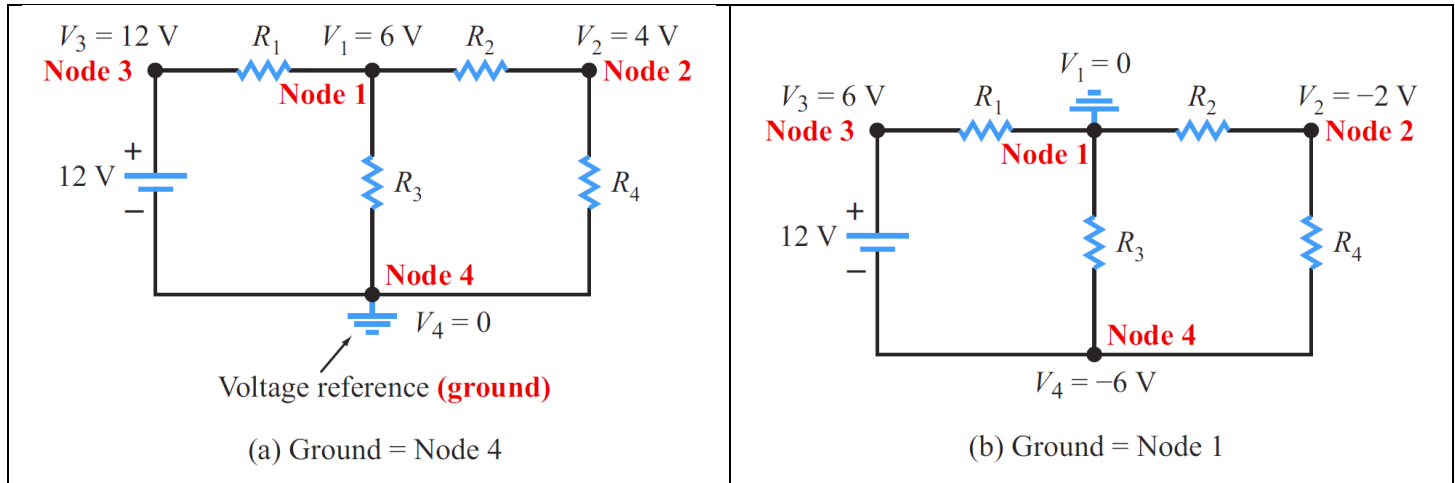 V₃ = 12 V R₁ V₁ = 6 V R₂ V₂ = 4 V
Node 3 Node 1 Node 2
+
12 V R₃ R₄
−
Node 4
V₄ = 0
Voltage reference (ground)
(a) Ground = Node 4
V₁ = 0
V₃ = 6 V R₁ R₂ V₂ = −2 V
Node 3 Node 1 Node 2
+
12 V R₃ R₄
−
Node 4
V₄ = −6 V
(b) Ground = Node 1